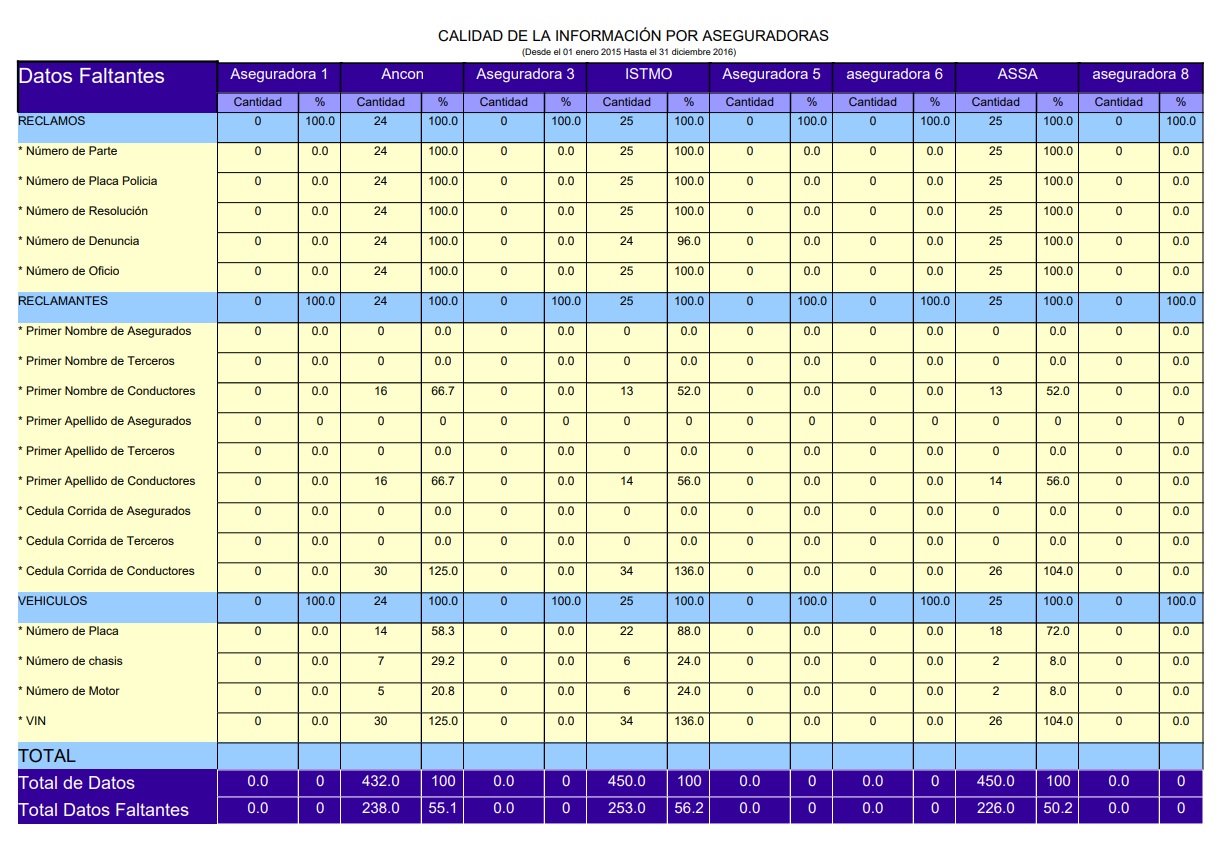 CALIDAD DE LA INFORMACIÓN POR ASEGURADORAS
(Desde el 01 enero 2015 Hasta el 31 diciembre 2016)
Datos Faltantes Aseguradora 1 Ancon Aseguradora 3 ISTMO Aseguradora 5 aseguradora 6 ASSA aseguradora 8
Cantidad % Cantidad % Cantidad % Cantidad % Cantidad % Cantidad % Cantidad % Cantidad %
RECLAMOS 0 100.0 24 100.0 0 100.0 25 100.0 0 100.0 0 100.0 25 100.0 0 100.0
* Número de Parte 0 0.0 24 100.0 0 0.0 25 100.0 0 0.0 0 0.0 25 100.0 0 0.0
* Número de Placa Policia 0 0.0 24 100.0 0 0.0 25 100.0 0 0.0 0 0.0 25 100.0 0 0.0
* Número de Resolución 0 0.0 24 100.0 0 0.0 25 100.0 0 0.0 0 0.0 25 100.0 0 0.0
* Número de Denuncia 0 0.0 24 100.0 0 0.0 24 96.0 0 0.0 0 0.0 25 100.0 0 0.0
* Número de Oficio 0 0.0 24 100.0 0 0.0 25 100.0 0 0.0 0 0.0 25 100.0 0 0.0
RECLAMANTES 0 100.0 24 100.0 0 100.0 25 100.0 0 100.0 0 100.0 25 100.0 0 100.0
* Primer Nombre de Asegurados 0 0.0 0 0.0 0 0.0 0 0.0 0 0.0 0 0.0 0 0.0 0 0.0
* Primer Nombre de Terceros 0 0.0 0 0.0 0 0.0 0 0.0 0 0.0 0 0.0 0 0.0 0 0.0
* Primer Nombre de Conductores 0 0.0 16 66.7 0 0.0 13 52.0 0 0.0 0 0.0 13 52.0 0 0.0
* Primer Apellido de Asegurados 0 0 0 0 0 0 0 0 0 0 0 0 0 0 0 0
* Primer Apellido de Terceros 0 0.0 0 0.0 0 0.0 0 0.0 0 0.0 0 0.0 0 0.0 0 0.0
* Primer Apellido de Conductores 0 0.0 16 66.7 0 0.0 14 56.0 0 0.0 0 0.0 14 56.0 0 0.0
* Cedula Corrida de Asegurados 0 0.0 0 0.0 0 0.0 0 0.0 0 0.0 0 0.0 0 0.0 0 0.0
* Cedula Corrida de Terceros 0 0.0 0 0.0 0 0.0 0 0.0 0 0.0 0 0.0 0 0.0 0 0.0
* Cedula Corrida de Conductores 0 0.0 30 125.0 0 0.0 34 136.0 0 0.0 0 0.0 26 104.0 0 0.0
VEHICULOS 0 100.0 24 100.0 0 100.0 25 100.0 0 100.0 0 100.0 25 100.0 0 100.0
* Número de Placa 0 0.0 14 58.3 0 0.0 22 88.0 0 0.0 0 0.0 18 72.0 0 0.0
* Número de chasis 0 0.0 7 29.2 0 0.0 6 24.0 0 0.0 0 0.0 2 8.0 0 0.0
* Número de Motor 0 0.0 5 20.8 0 0.0 6 24.0 0 0.0 0 0.0 2 8.0 0 0.0
* VIN 0 0.0 30 125.0 0 0.0 34 136.0 0 0.0 0 0.0 26 104.0 0 0.0
TOTAL
Total de Datos 0.0 0 432.0 100 0.0 0 450.0 100 0.0 0 0.0 0 450.0 100 0.0 0
Total Datos Faltantes 0.0 0 238.0 55.1 0.0 0 253.0 56.2 0.0 0 0.0 0 226.0 50.2 0.0 0